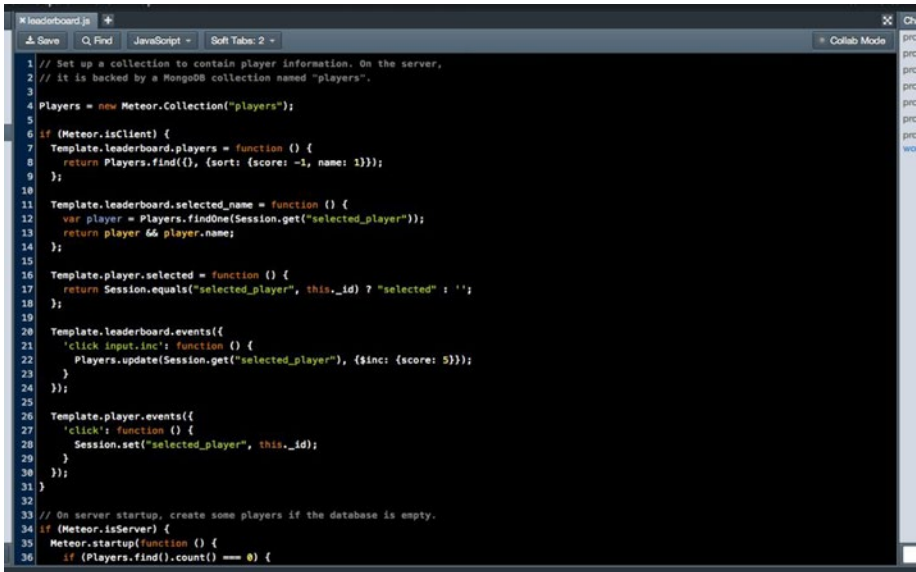 leaderboard.js
Save Find JavaScript Soft Tabs: 2 Collab Mode
1 // Set up a collection to contain player information. On the server,
2 // it is backed by a MongoDB collection named "players".
3
4 Players = new Meteor.Collection("players");
5
6 if (Meteor.isClient) {
7   Template.leaderboard.players = function () {
8     return Players.find({}, {sort: {score: -1, name: 1}});
9   };
10
11   Template.leaderboard.selected_name = function () {
12     var player = Players.findOne(Session.get("selected_player"));
13     return player && player.name;
14   };
15
16   Template.player.selected = function () {
17     return Session.equals("selected_player", this._id) ? "selected" : '';
18   };
19
20   Template.leaderboard.events({
21     'click input.inc': function () {
22       Players.update(Session.get("selected_player"), {$inc: {score: 5}});
23     }
24   });
25
26   Template.player.events({
27     'click': function () {
28       Session.set("selected_player", this._id);
29     }
30   });
31 }
32
33 // On server startup, create some players if the database is empty.
34 if (Meteor.isServer) {
35   Meteor.startup(function () {
36     if (Players.find().count() === 0) {